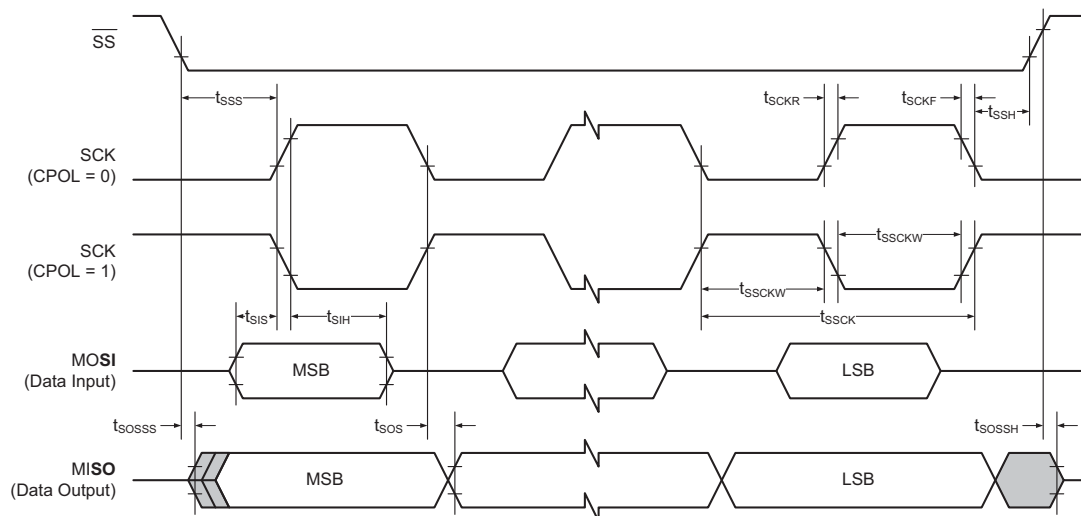 SS
tSSS
tSCKR
tSCKF
tSSH
SCK
(CPOL = 0)
SCK
(CPOL = 1)
tSSCKW
tSSCKW
tSSCK
tSIS
tSIH
MOSI
(Data Input)
MSB
LSB
tSOSSS
tSOS
tSOSSH
MISO
(Data Output)
MSB
LSB